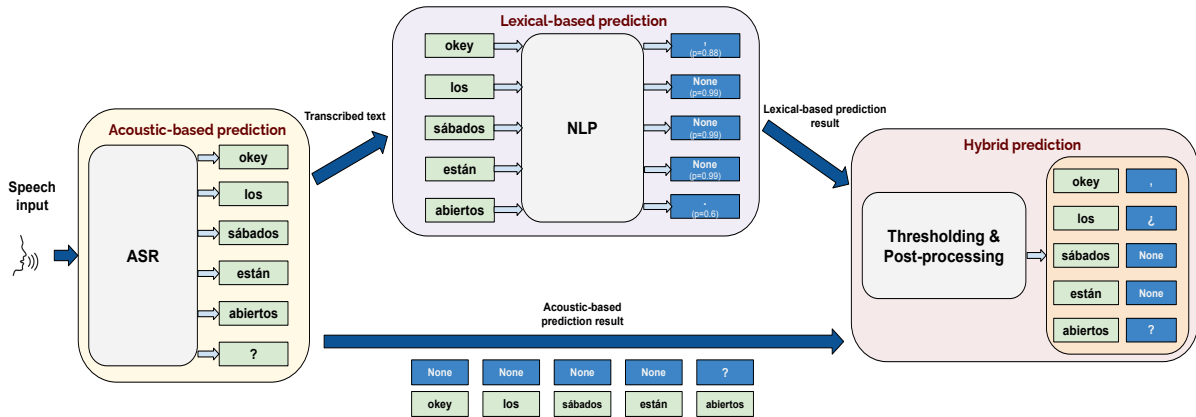 Speech
input
Acoustic-based prediction
ASR
okey
los
sábados
están
abiertos
?
Transcribed text
Lexical-based prediction
okey
los
sábados
están
abiertos
NLP
,
(p=0.88)
None
(p=0.99)
None
(p=0.99)
None
(p=0.99)
.
(p=0.6)
Lexical-based prediction
result
Acoustic-based
prediction result
None None None None ?
okey los sábados están abiertos
Hybrid prediction
Thresholding &
Post-processing
okey ,
los ¿
sábados None
están None
abiertos ?